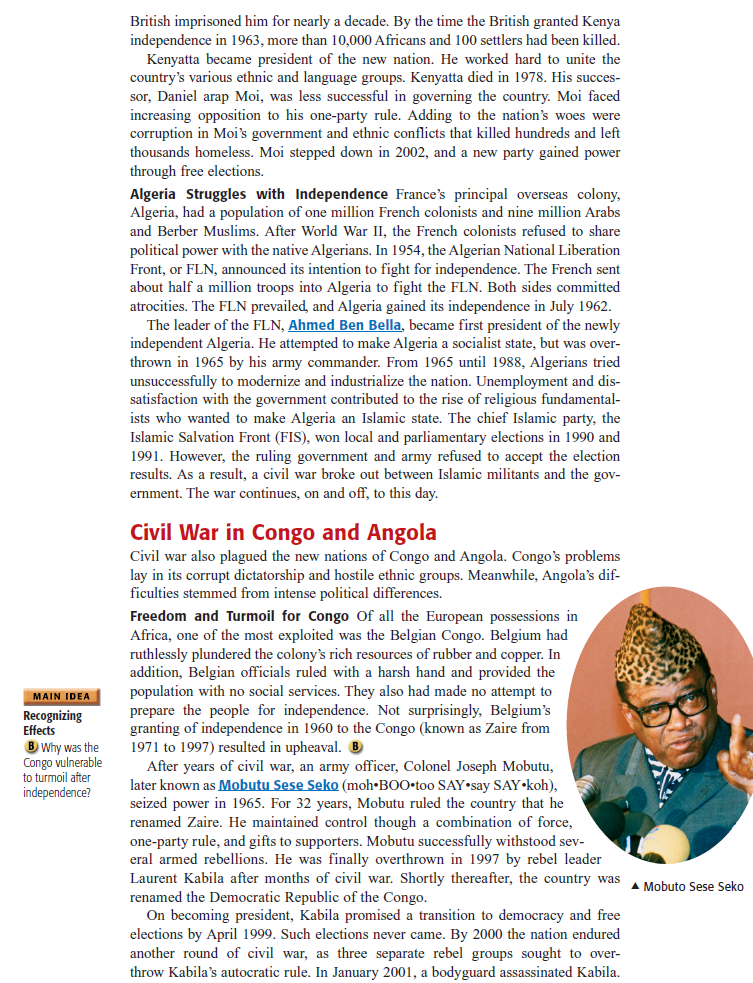 British imprisoned him for nearly a decade. By the time the British granted Kenya
independence in 1963, more than 10,000 Africans and 100 settlers had been killed.
Kenyatta became president of the new nation. He worked hard to unite the
country's various ethnic and language groups. Kenyatta died in 1978. His succes-
sor, Daniel arap Moi, was less successful in governing the country. Moi faced
increasing opposition to his one-party rule. Adding to the nation's woes were
corruption in Moi's government and ethnic conflicts that killed hundreds and left
thousands homeless. Moi stepped down in 2002, and a new party gained power
through free elections.
Algeria Struggles with Independence France's principal overseas colony,
Algeria, had a population of one million French colonists and nine million Arabs
and Berber Muslims. After World War II, the French colonists refused to share
political power with the native Algerians. In 1954, the Algerian National Liberation
Front, or FLN, announced its intention to fight for independence. The French sent
about half a million troops into Algeria to fight the FLN. Both sides committed
atrocities. The FLN prevailed, and Algeria gained its independence in July 1962.
The leader of the FLN, Ahmed Ben Bella, became first president of the newly
independent Algeria. He attempted to make Algeria a socialist state, but was over-
thrown in 1965 by his army commander. From 1965 until 1988, Algerians tried
unsuccessfully to modernize and industrialize the nation. Unemployment and dis-
satisfaction with the government contributed to the rise of religious fundamental-
ists who wanted to make Algeria an Islamic state. The chief Islamic party, the
Islamic Salvation Front (FIS), won local and parliamentary elections in 1990 and
1991. However, the ruling government and army refused to accept the election
results. As a result, a civil war broke out between Islamic militants and the gov-
ernment. The war continues, on and off, to this day.
Civil War in Congo and Angola
Civil war also plagued the new nations of Congo and Angola. Congo's problems
lay in its corrupt dictatorship and hostile ethnic groups. Meanwhile, Angola's dif-
ficulties stemmed from intense political differences.
Freedom and Turmoil for Congo Of all the European possessions in
Africa, one of the most exploited was the Belgian Congo. Belgium had
ruthlessly plundered the colony's rich resources of rubber and copper. In
addition, Belgian officials ruled with a harsh hand and provided the
population with no social services. They also had made no attempt to
prepare the people for independence. Not surprisingly, Belgium's
granting of independence in 1960 to the Congo (known as Zaire from
1971 to 1997) resulted in upheaval. B
MAIN IDEA
Recognizing
Effects
B Why was the
Congo vulnerable
to turmoil after
independence?
After years of civil war, an army officer, Colonel Joseph Mobutu,
later known as Mobutu Sese Seko (moh•BOO•too SAY•say SAY•koh),
seized power in 1965. For 32 years, Mobutu ruled the country that he
renamed Zaire. He maintained control though a combination of force,
one-party rule, and gifts to supporters. Mobutu successfully withstood sev-
eral armed rebellions. He was finally overthrown in 1997 by rebel leader
Laurent Kabila after months of civil war. Shortly thereafter, the country was
renamed the Democratic Republic of the Congo.
▲ Mobuto Sese Seko
On becoming president, Kabila promised a transition to democracy and free
elections by April 1999. Such elections never came. By 2000 the nation endured
another round of civil war, as three separate rebel groups sought to over-
throw Kabila's autocratic rule. In January 2001, a bodyguard assassinated Kabila.